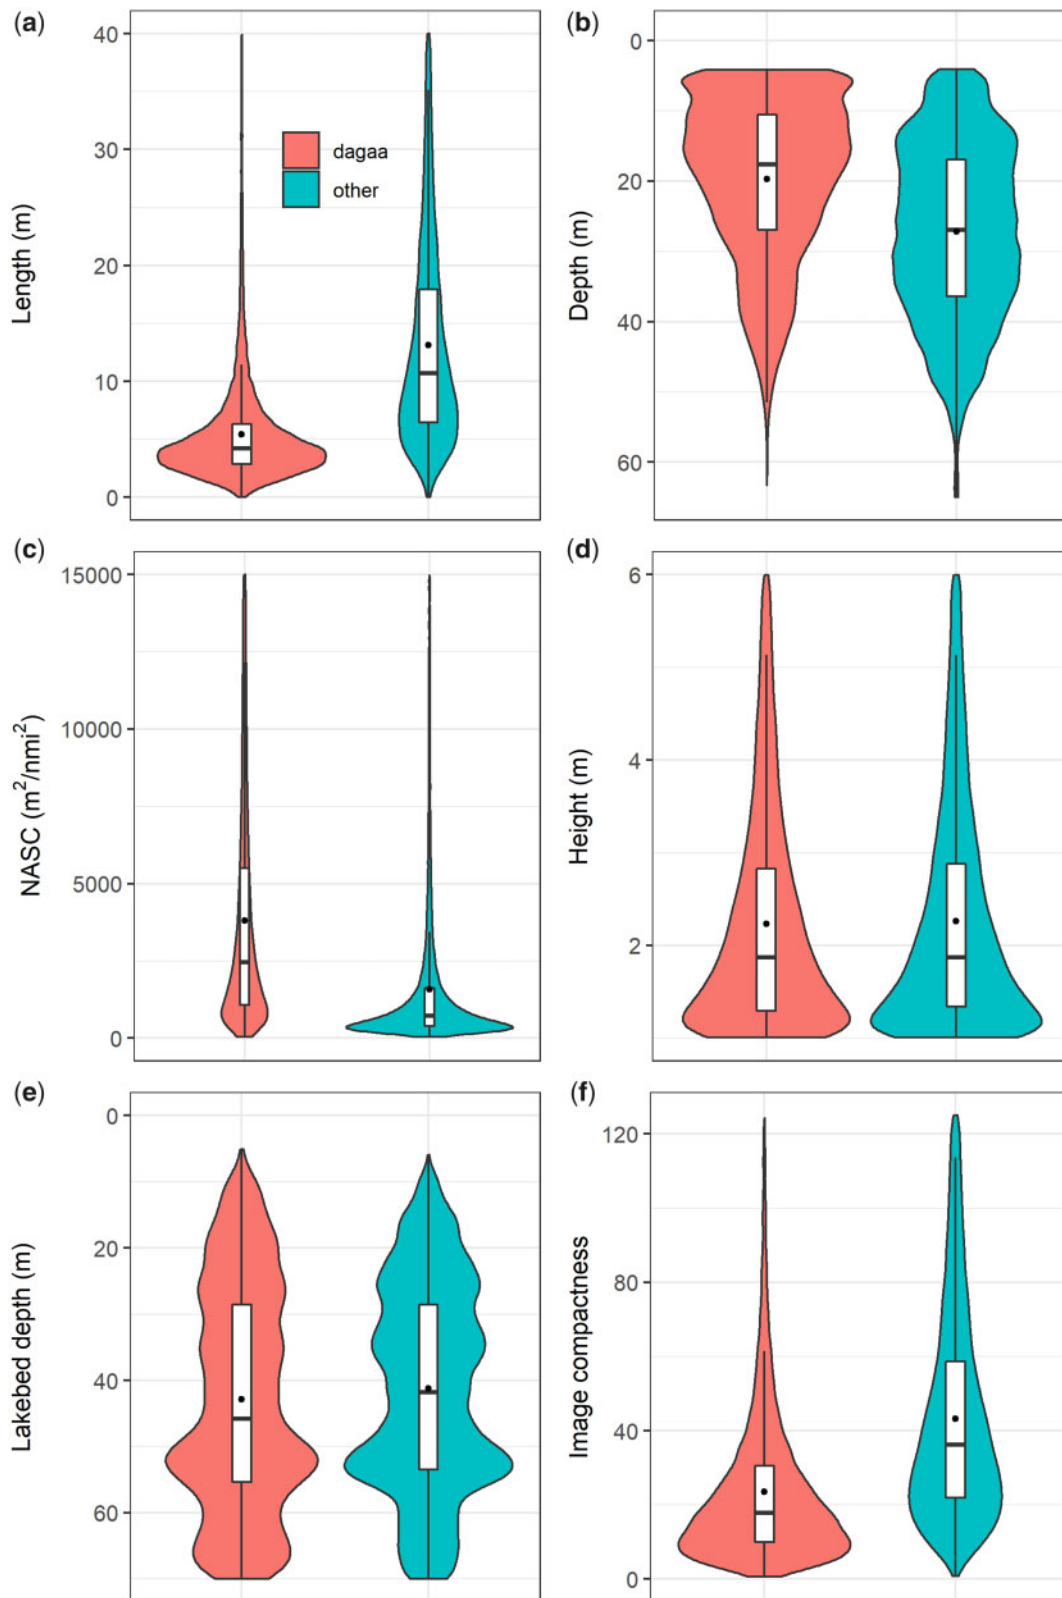 (a)
40
30
20
10
0
Length (m)
dagaa
other
(b)
0
20
40
60
Depth (m)
(c)
15000
10000
5000
0
NASC (m²/nmi²)
(d)
6
4
2
Height (m)
(e)
0
20
40
60
Lakebed depth (m)
(f)
120
80
40
0
Image compactness